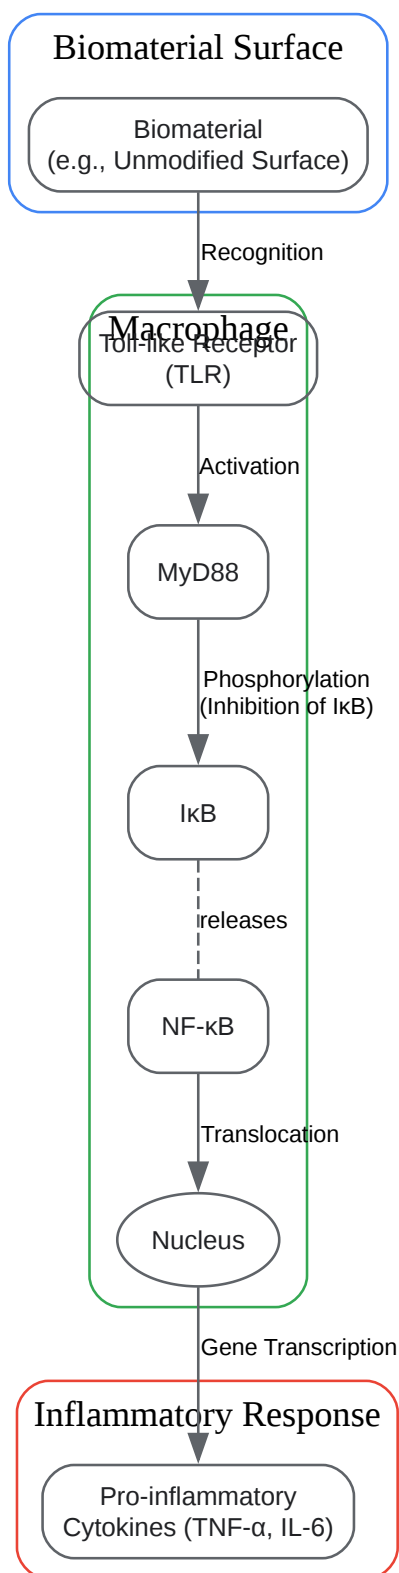 Biomaterial Surface
Biomaterial
(e.g., Unmodified Surface)
Recognition
Macrophage
Toll-like Receptor
(TLR)
Activation
MyD88
Phosphorylation
(Inhibition of IκB)
IκB
releases
NF-κB
Translocation
Nucleus
Gene Transcription
Inflammatory Response
Pro-inflammatory
Cytokines (TNF-α, IL-6)